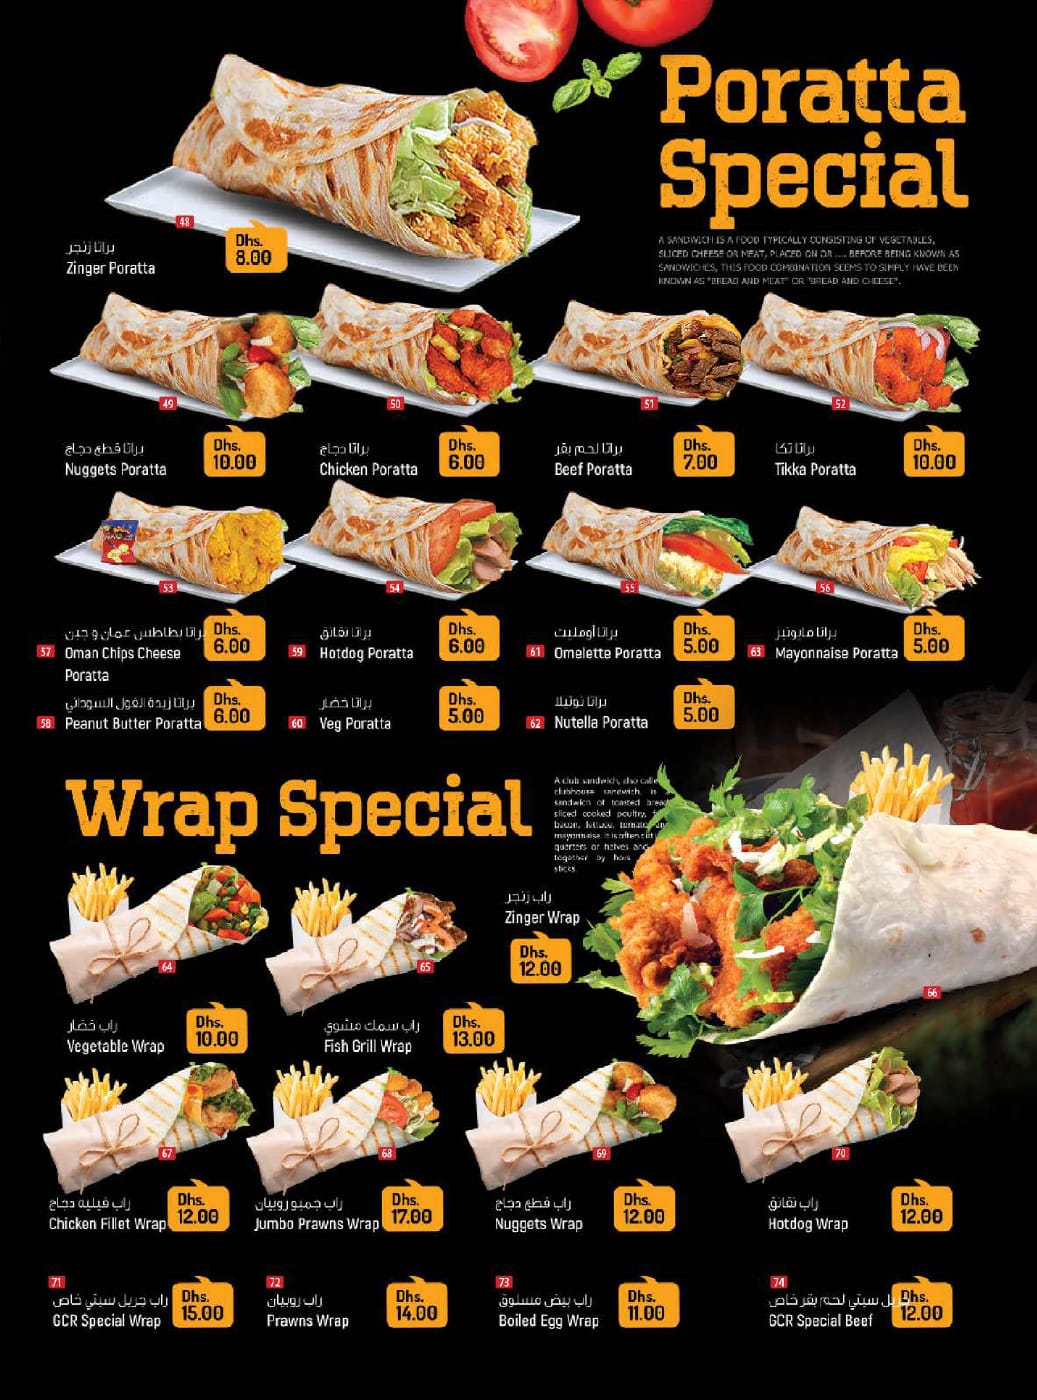 Poratta
Special
A SANDWICH IS A FOOD TYPICALLY CONSISTING OF VEGETABLES,
SLICED CHEESE OR MEAT, PLACED ON OR .... BEFORE BEING KNOWN AS
SANDWICHES, THIS FOOD COMBINATION SEEMS TO SIMPLY HAVE BEEN
KNOWN AS "BREAD AND MEAT" OR "BREAD AND CHEESE".
48
براتا زنجر
Zinger Poratta
Dhs.
8.00
49
براتا قطع دجاج
Nuggets Poratta
Dhs.
10.00
50
براتا دجاج
Chicken Poratta
Dhs.
6.00
51
براتا لحم بقر
Beef Poratta
Dhs.
7.00
52
براتا تكا
Tikka Poratta
Dhs.
10.00
53
54
55
56
57
براتا بطاطس عمان و جبن
Oman Chips Cheese
Poratta
Dhs.
6.00
59
براتا نقانق
Hotdog Poratta
Dhs.
6.00
61
براتا أومليت
Omelette Poratta
Dhs.
5.00
63
براتا مايونيز
Mayonnaise Poratta
Dhs.
5.00
58
براتا زبدة الفول السوداني
Peanut Butter Poratta
Dhs.
6.00
60
براتا خضار
Veg Poratta
Dhs.
5.00
62
براتا نوتيلا
Nutella Poratta
Dhs.
5.00
Wrap Special
A club sandwich, also calle
clubhouse sandwich, is
sandwich of toasted bread
sliced cooked poultry,
bacon, lettuce, tomato, an
mayonnaise. It is often cut
quarters or halves and
together by hors
sticks.
64
راب خضار
Vegetable Wrap
Dhs.
10.00
65
راب سمك مشوي
Fish Grill Wrap
Dhs.
13.00
راب زنجر
Zinger Wrap
Dhs.
12.00
66
67
راب فيليه دجاج
Chicken Fillet Wrap
Dhs.
12.00
68
راب جمبو روبيان
Jumbo Prawns Wrap
Dhs.
17.00
69
راب قطع دجاج
Nuggets Wrap
Dhs.
12.00
70
راب نقانق
Hotdog Wrap
Dhs.
12.00
71
راب جريل سيتي خاص
GCR Special Wrap
Dhs.
15.00
72
راب روبيان
Prawns Wrap
Dhs.
14.00
73
راب بيض مسلوق
Boiled Egg Wrap
Dhs.
11.00
74
جريل سيتي لحم بقر خاص
GCR Special Beef
Dhs.
12.00